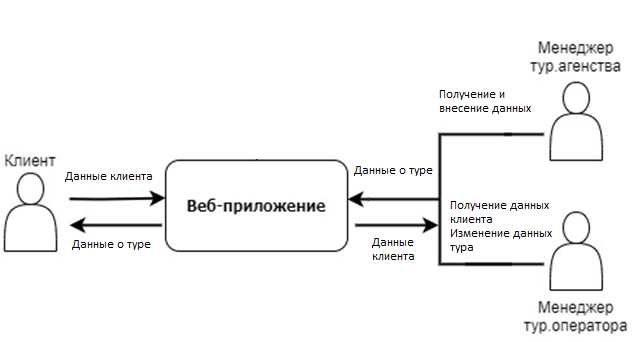 Менеджер
тур.агенства
Получение и
внесение данных
Клиент
Данные клиента
Данные о туре
Веб-приложение
Данные о туре
Данные
клиента
Получение данных
клиента
Изменение данных
тура
Менеджер
тур.оператора